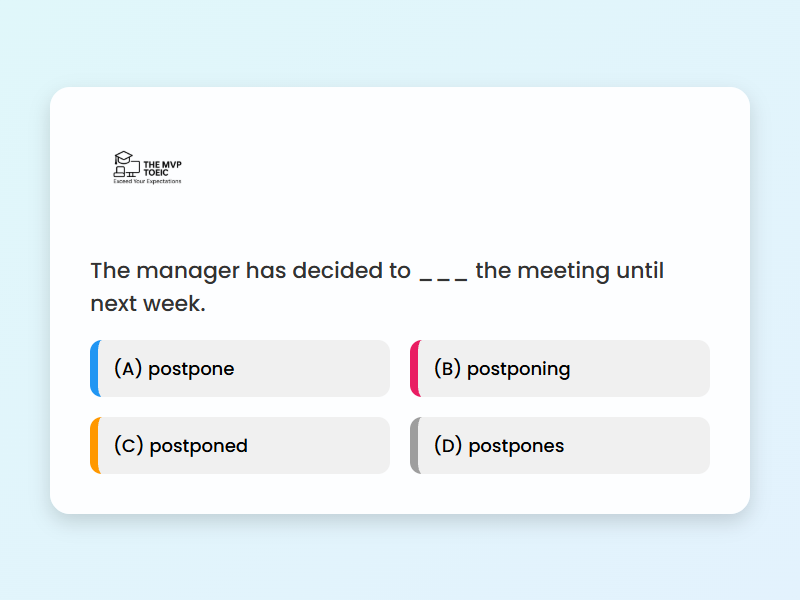 THE MVP
TOEIC
Exceed Your Expectations
The manager has decided to _ _ _ the meeting until
next week.
(A) postpone
(B) postponing
(C) postponed
(D) postpones